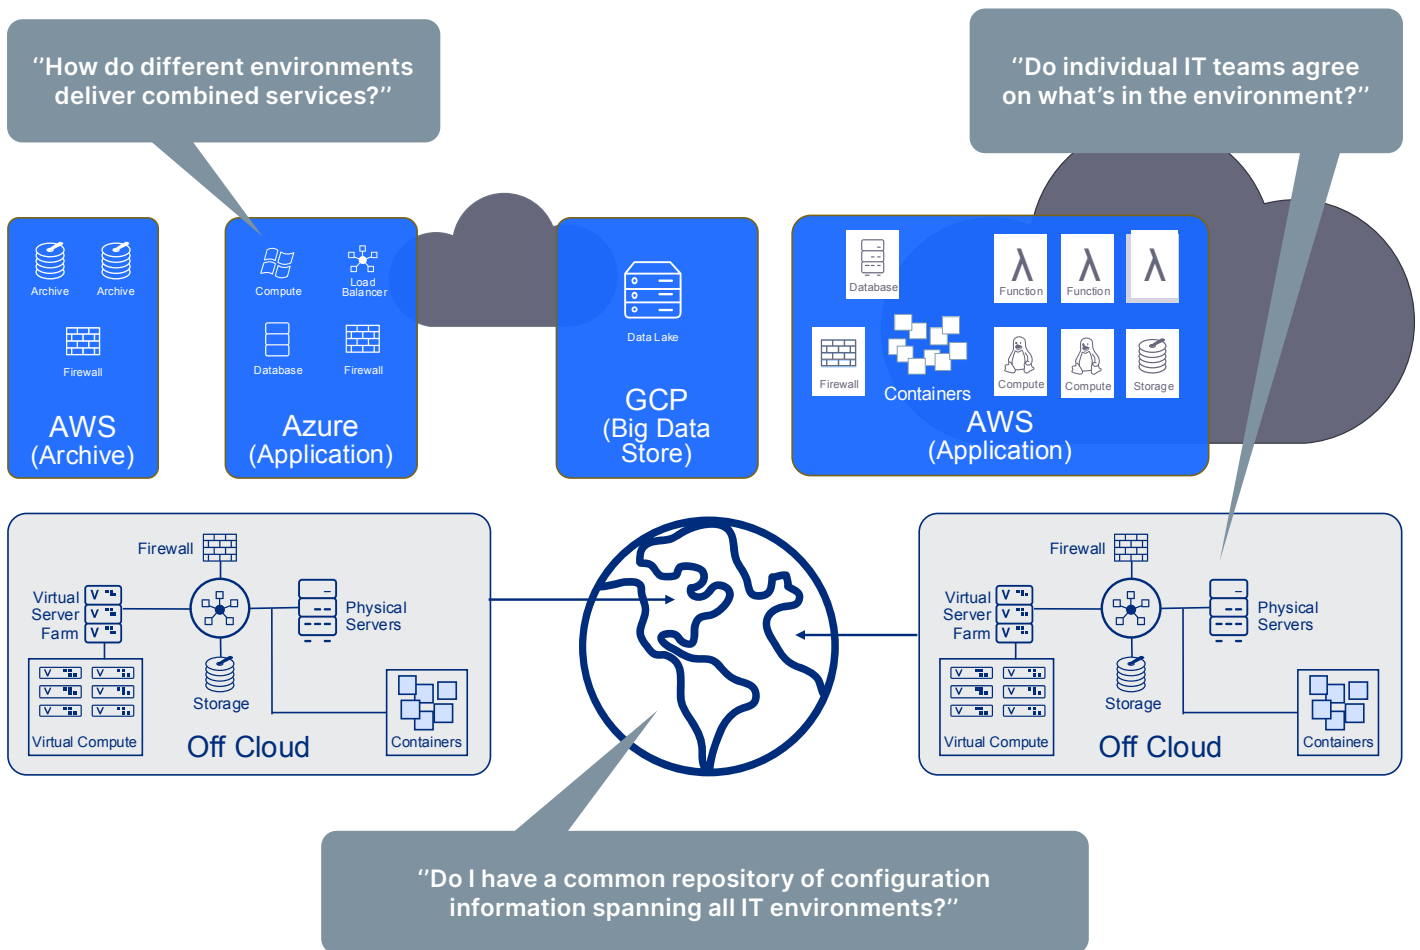 ‘’How do different environments
deliver combined services?’’
‘’Do individual IT teams agree
on what’s in the environment?’’
Archive
Archive
Firewall
AWS
(Archive)
Compute
Load
Balancer
Database
Firewall
Azure
(Application)
Data Lake
GCP
(Big Data
Store)
Database
Function
Function
λ
λ
λ
Firewall
Containers
Compute
Compute
Storage
AWS
(Application)
Firewall
Virtual
Server
Farm
V
V
V
Physical
Servers
Storage
V
V
V
V
V
V
Virtual Compute
Off Cloud
Containers
Firewall
Virtual
Server
Farm
V
V
V
Physical
Servers
Storage
V
V
V
V
V
V
Virtual Compute
Off Cloud
Containers
‘’Do I have a common repository of configuration
information spanning all IT environments?’’